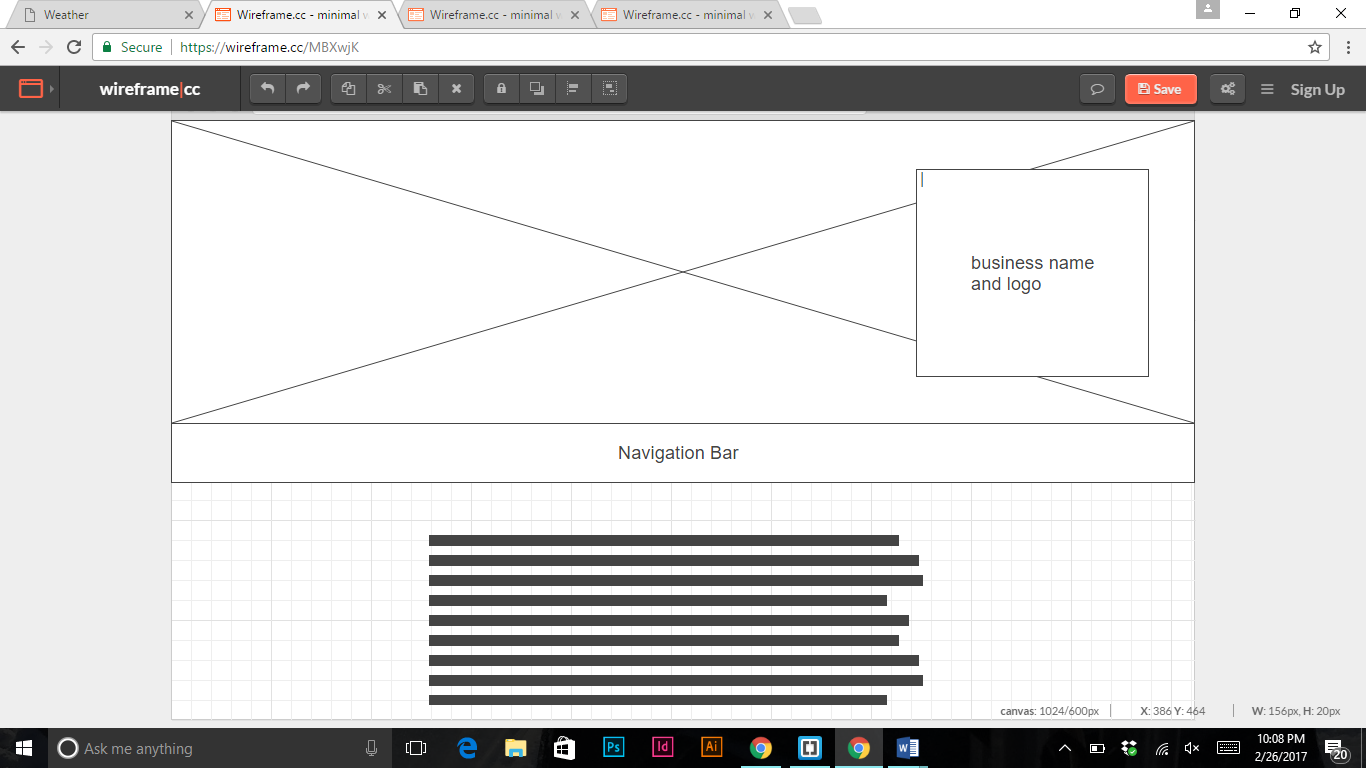 Weather
Wireframe.cc - minimal w
Wireframe.cc - minimal w
Wireframe.cc - minimal w
Secure
https://wireframe.cc/MBXwjK
wireframe|cc
Save
Sign Up
business name
and logo
Navigation Bar
canvas: 1024/600px
X: 386 Y: 464
W: 156px, H: 20px
Ask me anything
Ps
Id
Ai
W
10:08 PM
2/26/2017
20